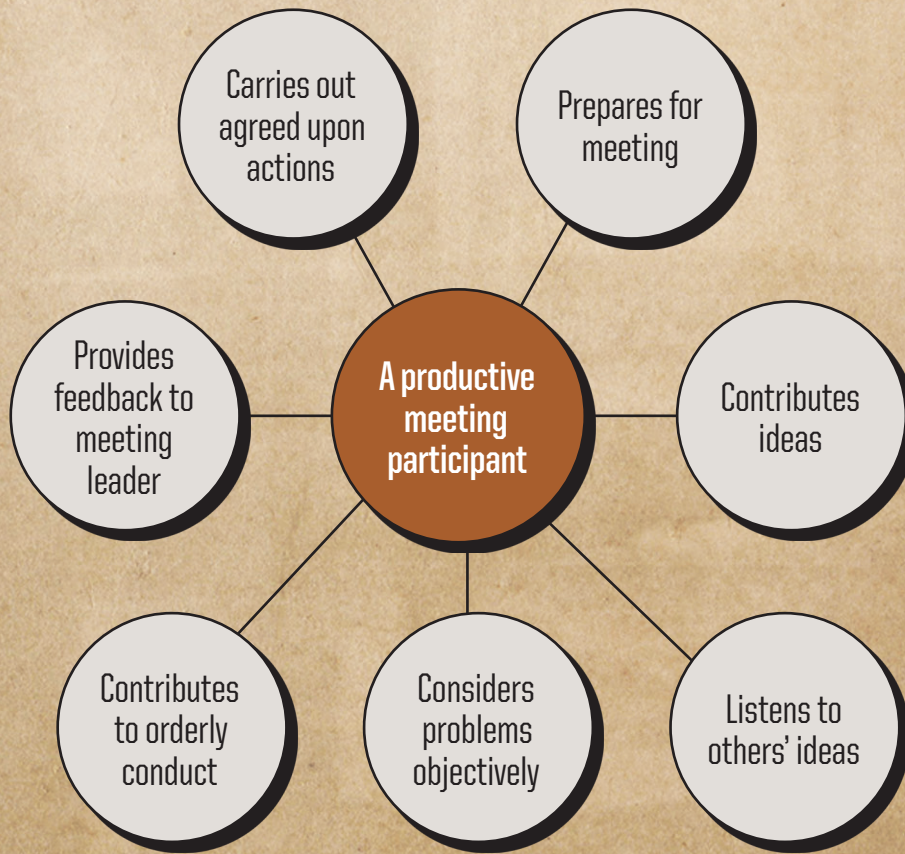 Carries out
agreed upon
actions
Prepares for
meeting
Provides
feedback to
meeting
leader
A productive
meeting
participant
Contributes
ideas
Contributes
to orderly
conduct
Considers
problems
objectively
Listens to
others’ ideas